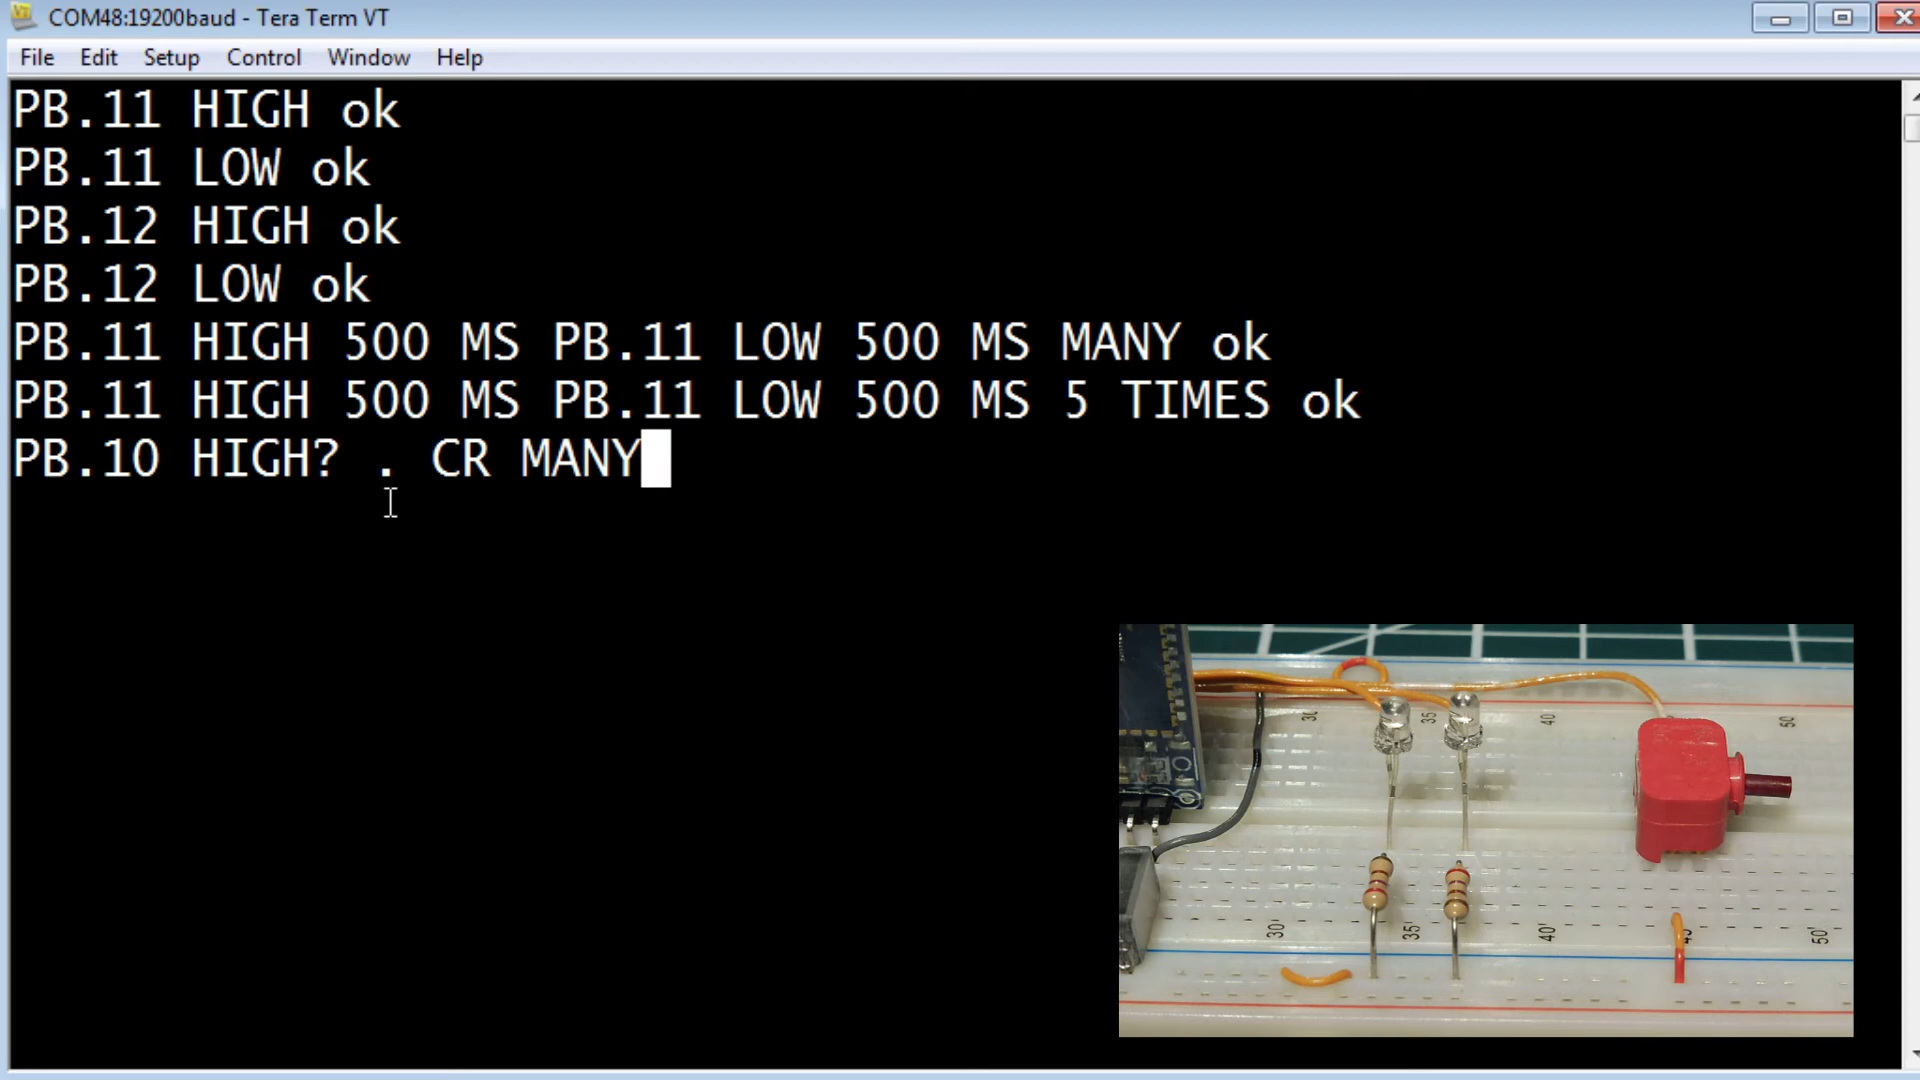 COM48:19200baud - Tera Term VT
File Edit Setup Control Window Help
PB.11 HIGH ok
PB.11 LOW ok
PB.12 HIGH ok
PB.12 LOW ok
PB.11 HIGH 500 MS PB.11 LOW 500 MS MANY ok
PB.11 HIGH 500 MS PB.11 LOW 500 MS 5 TIMES ok
PB.10 HIGH? . CR MANY
35 40 50
30 35 40 45 50